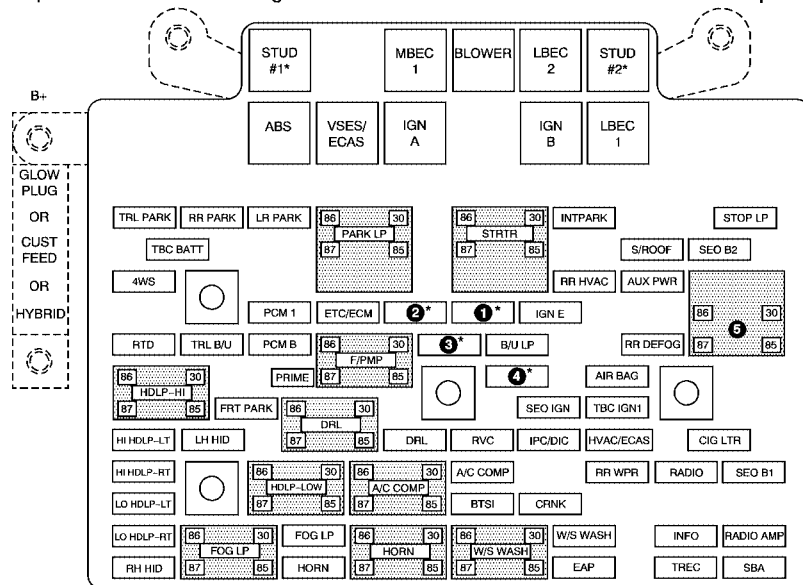 STUD #1*
MBEC 1
BLOWER
LBEC 2
STUD #2*
B+
ABS
VSES/ ECAS
IGN A
IGN B
LBEC 1
GLOW PLUG OR CUST FEED OR HYBRID
TRL PARK
RR PARK
LR PARK
86 30
PARK LP
87 85
86 30
STRTR
87 85
INTPARK
STOP LP
TBC BATT
S/ROOF
SEO B2
4WS
RR HVAC
AUX PWR
86 30
5
87 85
PCM 1
ETC/ECM
2*
1*
IGN E
RTD
TRL B/U
PCM B
86 30
F/PMP
87 85
3*
B/U LP
RR DEFOG
PRIME
4*
AIR BAG
86 30
HDLP-HI
87 85
FRT PARK
86 30
DRL
87 85
SEO IGN
TBC IGN1
HI HDLP-LT
LH HID
DRL
RVC
IPC/DIC
HVAC/ECAS
CIG LTR
HI HDLP-RT
86 30
HDLP-LOW
87 85
86 30
A/C COMP
87 85
A/C COMP
RR WPR
RADIO
SEO B1
LO HDLP-LT
BTSI
CRNK
LO HDLP-RT
86 30
FOG LP
87 85
FOG LP
86 30
HORN
87 85
86 30
W/S WASH
87 85
W/S WASH
INFO
RADIO AMP
RH HID
HORN
EAP
TREC
SBA